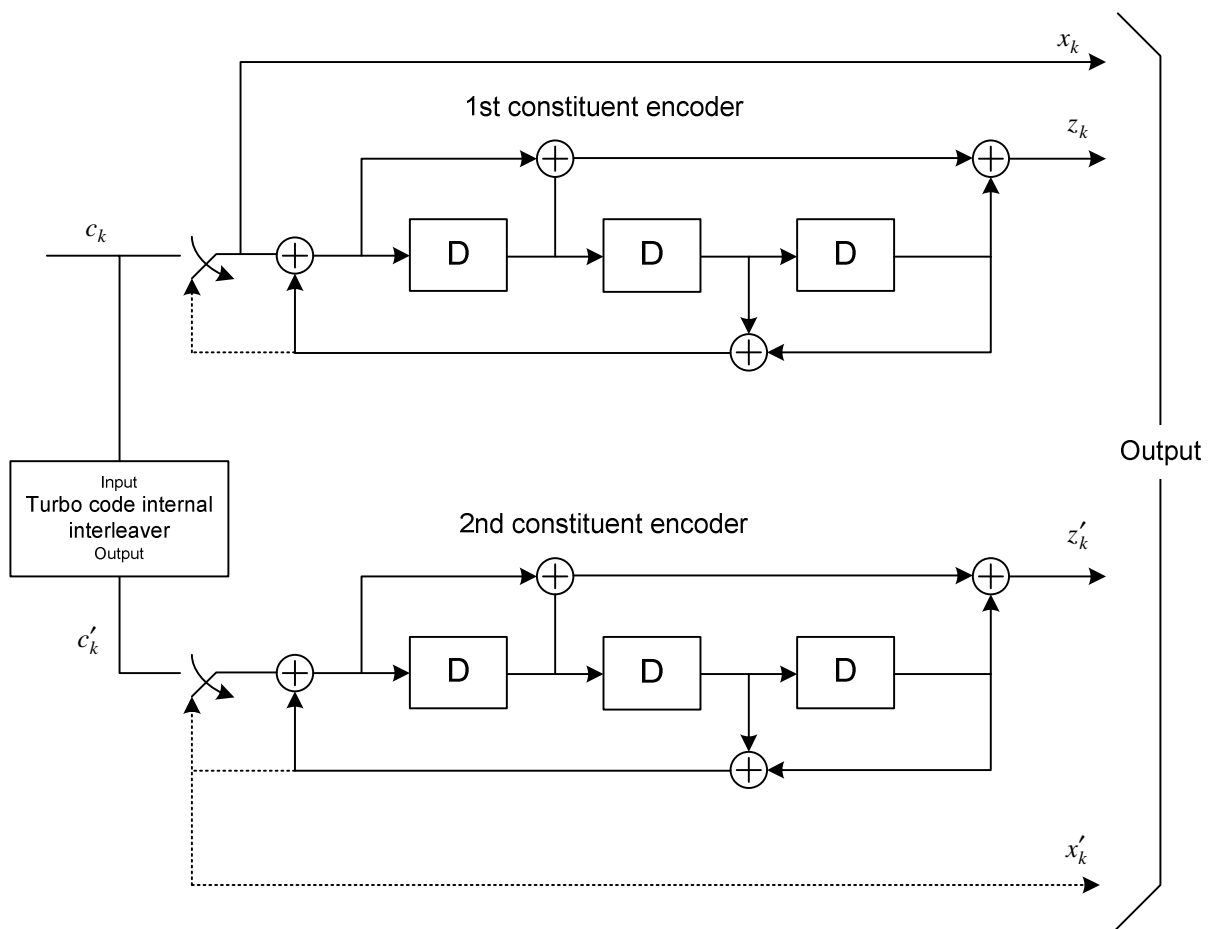 x_k
1st constituent encoder
z_k
c_k
D
D
D
Output
Input
Turbo code internal
interleaver
Output
2nd constituent encoder
z′_k
c′_k
D
D
D
x′_k